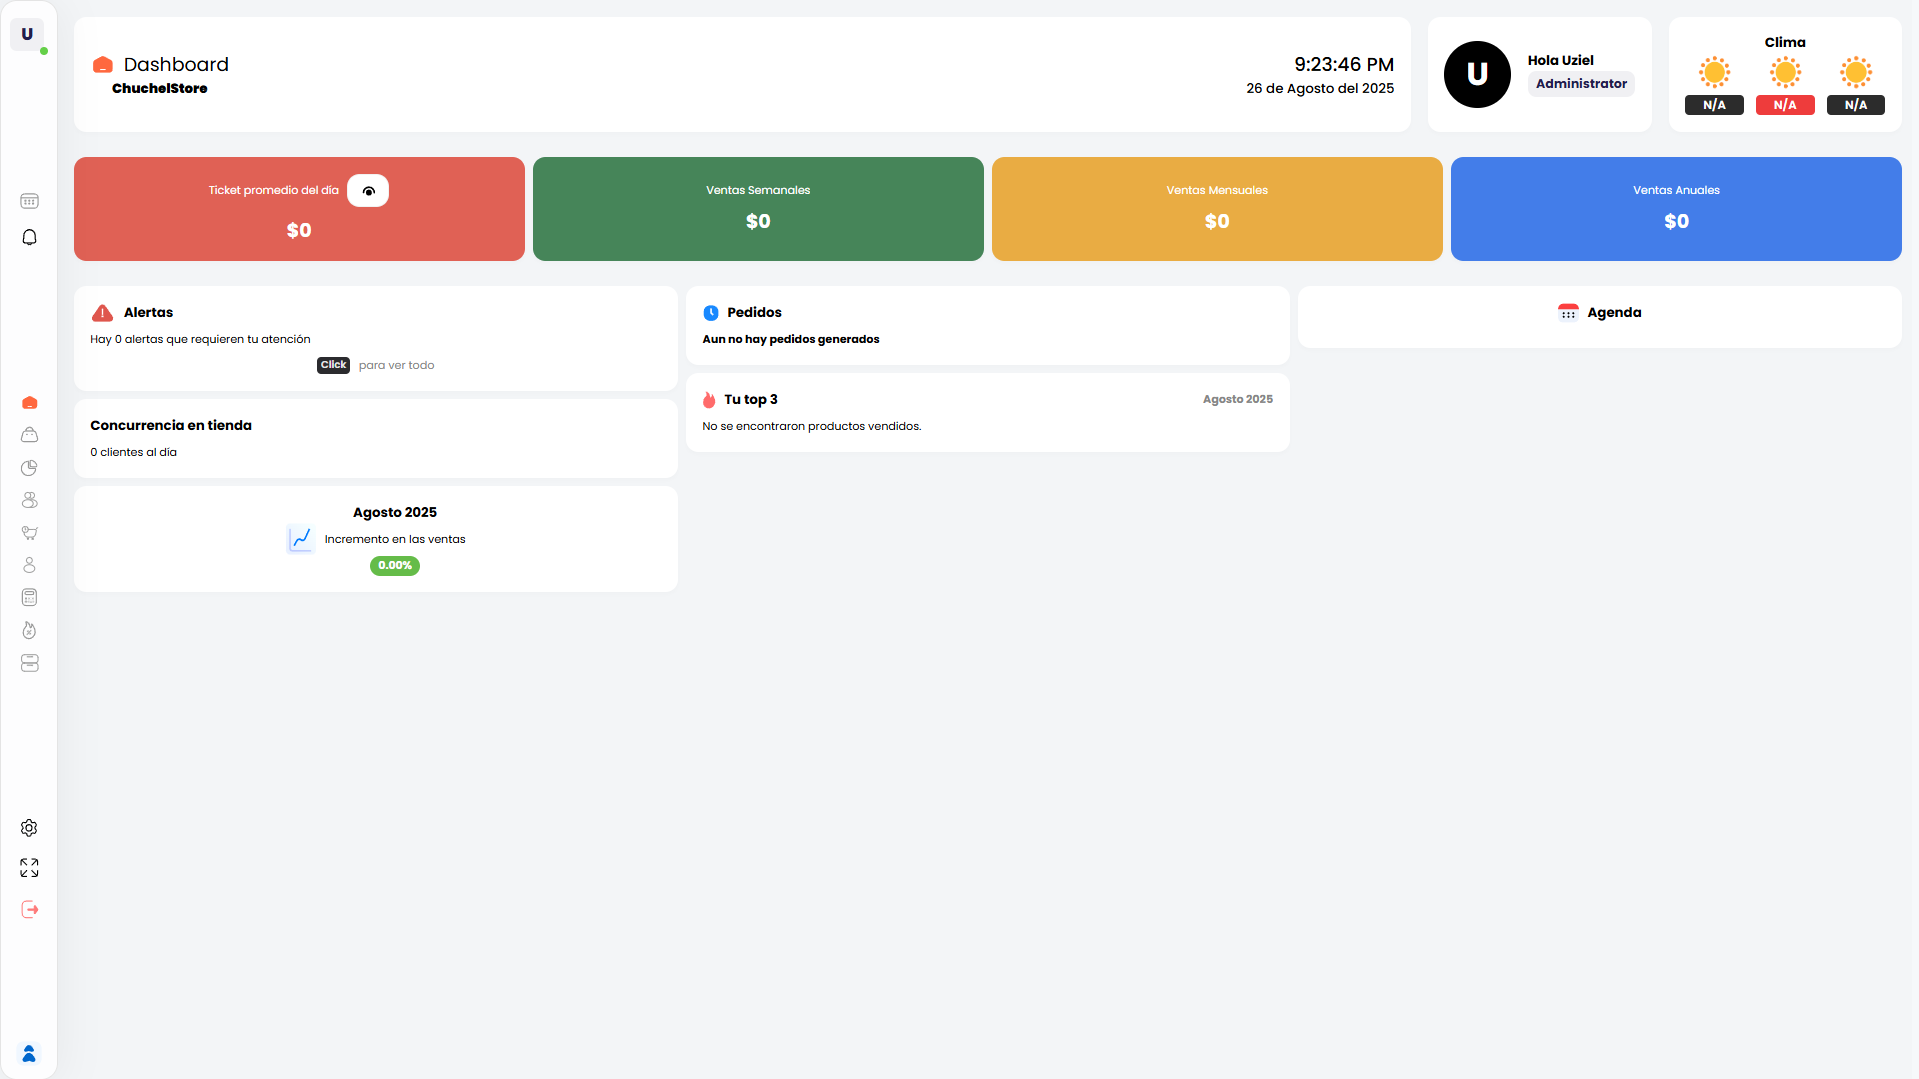 U
Dashboard
ChuchelStore
9:23:46 PM
26 de Agosto del 2025
U
Hola Uziel
Administrator
Clima
N/A
N/A
N/A
Ticket promedio del día
$0
Ventas Semanales
$0
Ventas Mensuales
$0
Ventas Anuales
$0
Alertas
Hay 0 alertas que requieren tu atención
Click para ver todo
Concurrencia en tienda
0 clientes al día
Agosto 2025
Incremento en las ventas
0.00%
Pedidos
Aun no hay pedidos generados
Tu top 3
Agosto 2025
No se encontraron productos vendidos.
Agenda